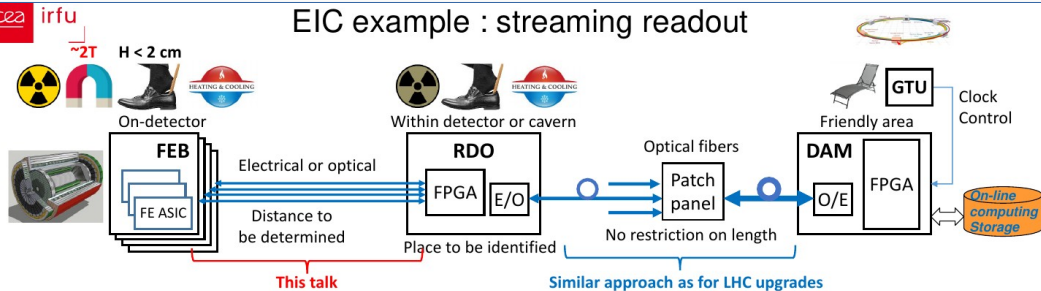 cea
irfu
EIC example : streaming readout
~2T
H < 2 cm
HEATING & COOLING
HEATING & COOLING
GTU
Clock
Control
On-detector
Within detector or cavern
Friendly area
FEB
FE ASIC
Electrical or optical
Distance to
be determined
RDO
FPGA
E/O
Place to be identified
Optical fibers
Patch
panel
No restriction on length
DAM
O/E
FPGA
On-line
computing
Storage
This talk
Similar approach as for LHC upgrades